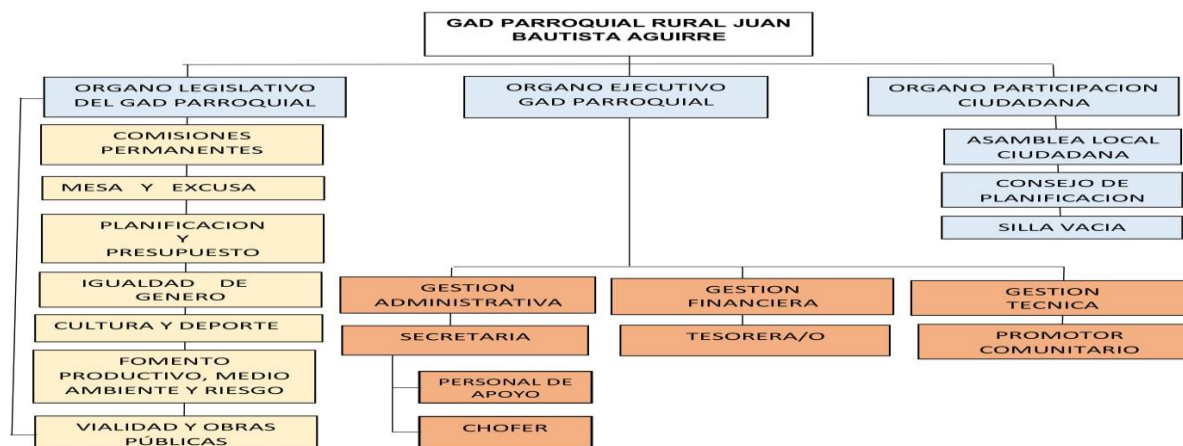 GAD PARROQUIAL RURAL JUAN
BAUTISTA AGUIRRE
ORGANO LEGISLATIVO
DEL GAD PARROQUIAL
COMISIONES
PERMANENTES
MESA Y EXCUSA
PLANIFICACION
Y
PRESUPUESTO
IGUALDAD DE
GENERO
CULTURA Y DEPORTE
FOMENTO
PRODUCTIVO, MEDIO
AMBIENTE Y RIESGO
VIALIDAD Y OBRAS
PÚBLICAS
ORGANO EJECUTIVO
GAD PARROQUIAL
GESTION
ADMINISTRATIVA
SECRETARIA
PERSONAL DE
APOYO
CHOFER
GESTION
FINANCIERA
TESORERA/O
GESTION
TECNICA
PROMOTOR
COMUNITARIO
ORGANO PARTICIPACION
CIUDADANA
ASAMBLEA LOCAL
CIUDADANA
CONSEJO DE
PLANIFICACION
SILLA VACIA